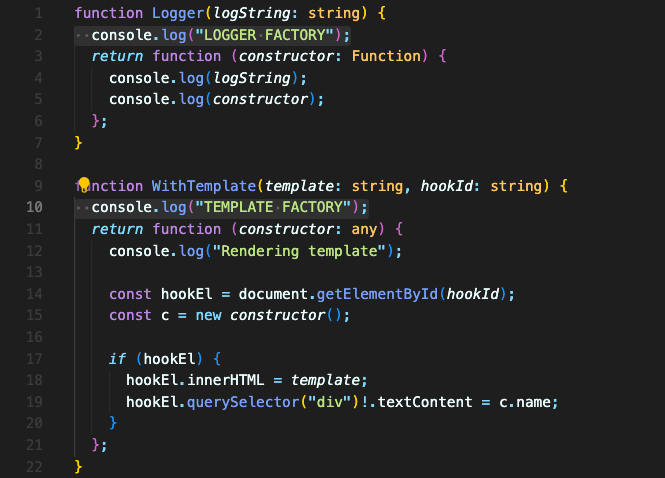 1 function Logger(logString: string) {
2 console.log("LOGGER FACTORY");
3 return function (constructor: Function) {
4 console.log(logString);
5 console.log(constructor);
6 };
7 }
8
9 function WithTemplate(template: string, hookId: string) {
10 console.log("TEMPLATE FACTORY");
11 return function (constructor: any) {
12 console.log("Rendering template");
13
14 const hookEl = document.getElementById(hookId);
15 const c = new constructor();
16
17 if (hookEl) {
18 hookEl.innerHTML = template;
19 hookEl.querySelector("div")!.textContent = c.name;
20 }
21 };
22 }